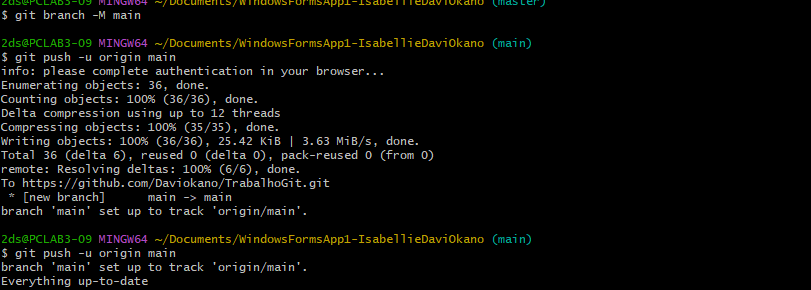 2ds@PCLAB3-09 MINGW64 ~/Documents/WindowsFormsApp1-IsabellieDaviOkano (master)
$ git branch -M main
2ds@PCLAB3-09 MINGW64 ~/Documents/WindowsFormsApp1-IsabellieDaviOkano (main)
$ git push -u origin main
info: please complete authentication in your browser...
Enumerating objects: 36, done.
Counting objects: 100% (36/36), done.
Delta compression using up to 12 threads
Compressing objects: 100% (35/35), done.
Writing objects: 100% (36/36), 25.42 KiB | 3.63 MiB/s, done.
Total 36 (delta 6), reused 0 (delta 0), pack-reused 0 (from 0)
remote: Resolving deltas: 100% (6/6), done.
To https://github.com/Daviokano/TrabalhoGit.git
 * [new branch]      main -> main
branch 'main' set up to track 'origin/main'.
2ds@PCLAB3-09 MINGW64 ~/Documents/WindowsFormsApp1-IsabellieDaviOkano (main)
$ git push -u origin main
branch 'main' set up to track 'origin/main'.
Everything up-to-date